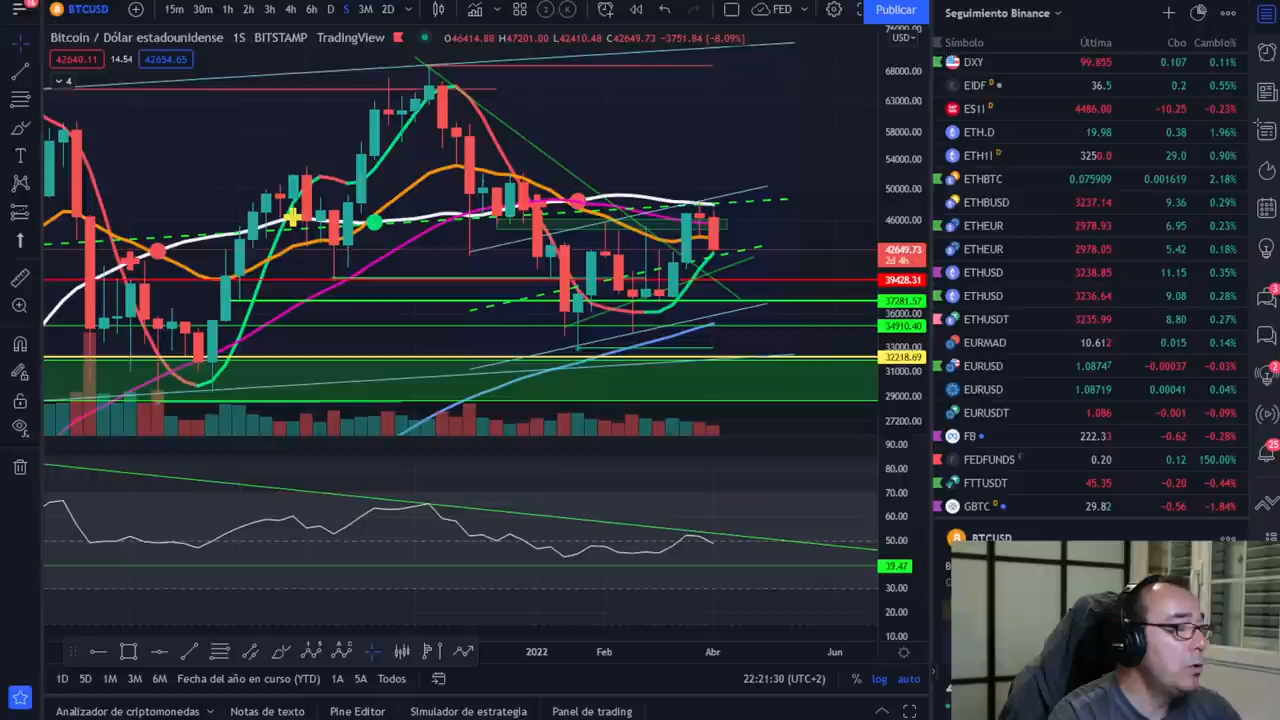 16
BTCUSD
15m 30m 1h 2h 3h 4h 6h D S 3M 2D
FED
Publicar
Bitcoin / Dólar estadounidense 1S BITSTAMP TradingView
O46414.88 H47201.00 L42410.48 C42649.73 −3751.84 (−8.09%)
USD
42640.11 14.54 42654.65
4
68000.00
63000.00
58000.00
54000.00
50000.00
46000.00
42649.73
2d 4h
39428.31
37281.57
36000.00
34910.40
33000.00
32218.69
31000.00
29000.00
27200.00
90.00
80.00
70.00
60.00
50.00
39.47
30.00
20.00
10.00
2022 Feb Abr Jun
1D 5D 1M 3M 6M Fecha del año en curso (YTD) 1A 5A Todos
22:21:30 (UTC+2) % log auto
Analizador de criptomonedas Notas de texto Pine Editor Simulador de estrategia Panel de trading
Seguimiento Binance
Símbolo Última Cbo Cambio%
DXY 99.855 0.107 0.11%
EIDF D 36.5 0.2 0.55%
ES1! D 4486.00 −10.25 −0.23%
ETH.D 19.98 0.38 1.96%
ETH1! D 3250.0 29.0 0.90%
ETHBTC 0.075909 0.001619 2.18%
ETHBUSD 3237.14 9.36 0.29%
ETHEUR 2978.93 6.95 0.23%
ETHEUR 2978.05 5.42 0.18%
ETHUSD 3238.85 11.15 0.35%
ETHUSD 3236.64 9.08 0.28%
ETHUSDT 3235.99 8.80 0.27%
EURMAD 10.612 0.015 0.14%
EURUSD 1.08747 −0.00037 −0.03%
EURUSD 1.08719 0.00041 0.04%
EURUSDT 1.086 −0.001 −0.09%
FB 222.33 −0.62 −0.28%
FEDFUNDS E 0.20 0.12 150.00%
FTTUSDT 45.35 −0.20 −0.44%
GBTC D 29.82 −0.56 −1.84%
BTCUSD
3
2
25